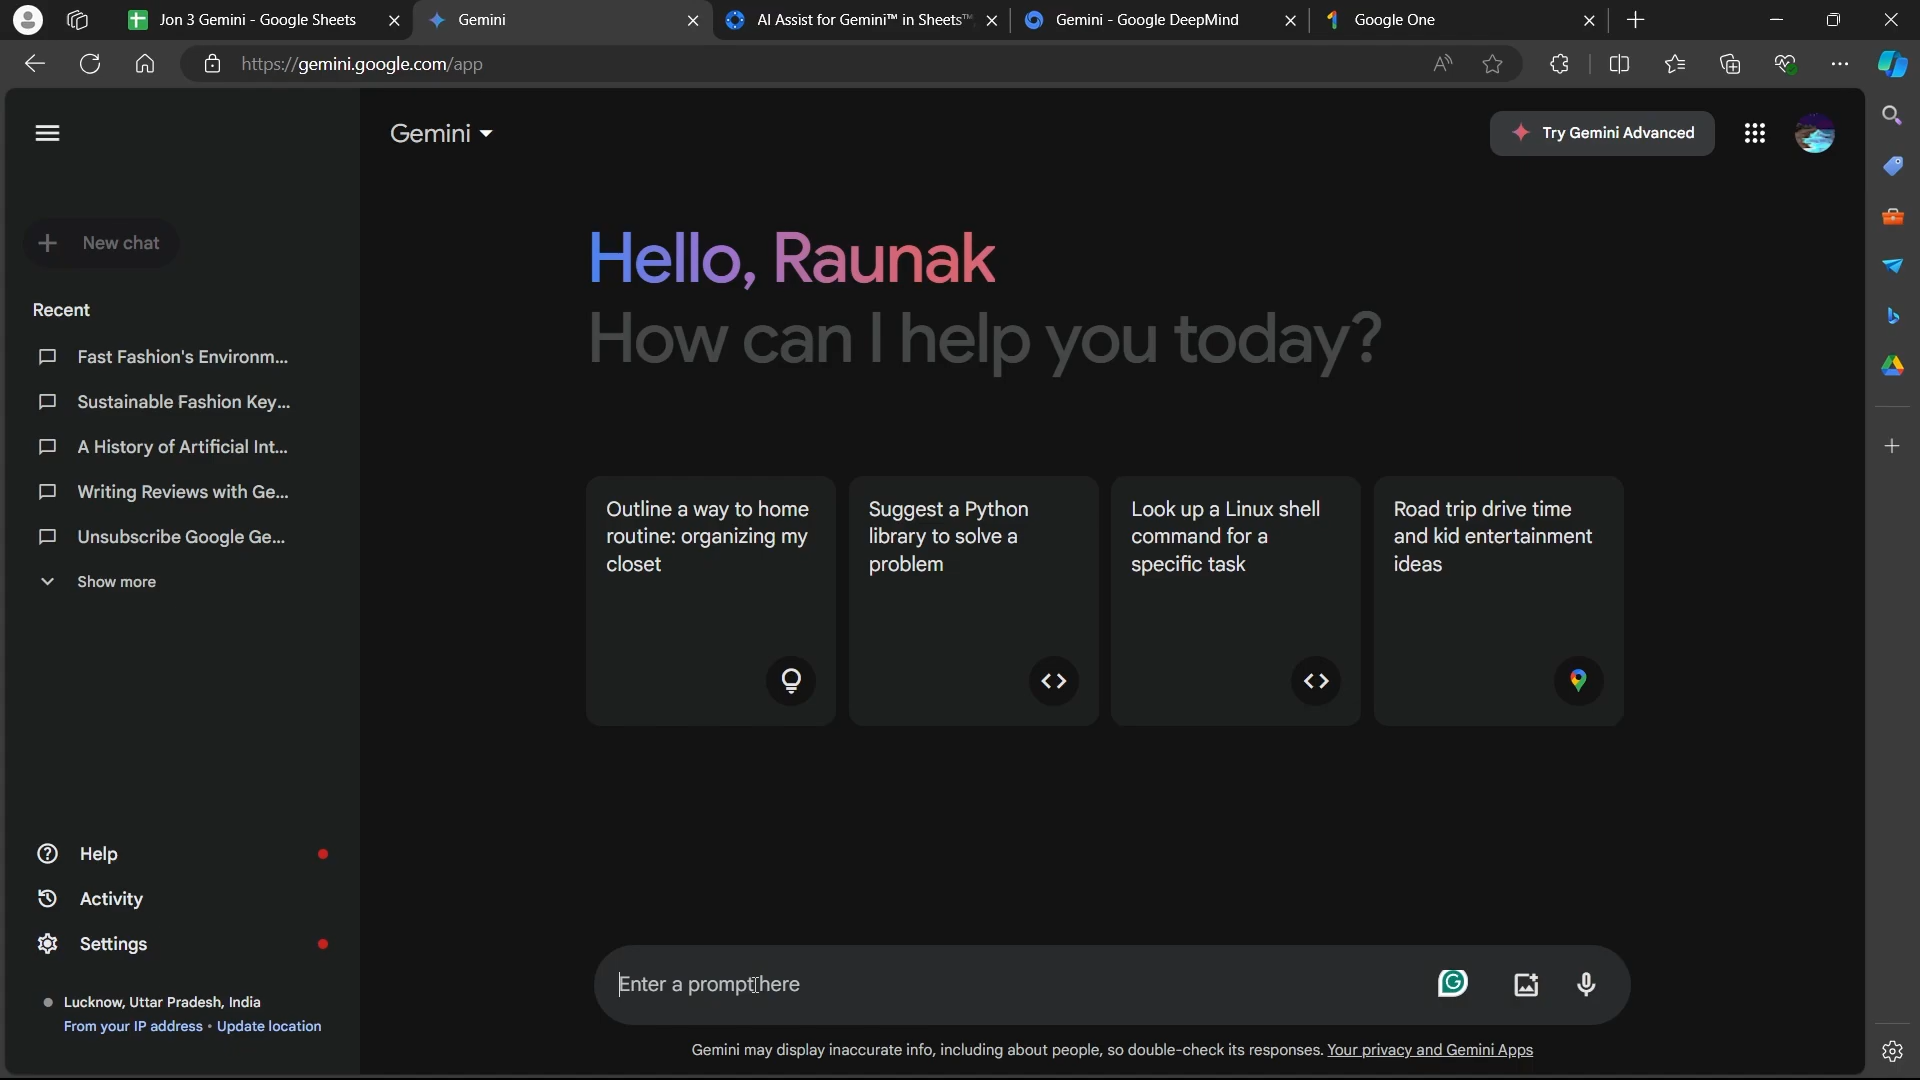 Jon 3 Gemini - Google Sheets
Gemini
AI Assist for Gemini™ in Sheets™
Gemini - Google DeepMind
Google One
https://gemini.google.com/app
Gemini
Try Gemini Advanced
New chat
Recent
Fast Fashion's Environm...
Sustainable Fashion Key...
A History of Artificial Int...
Writing Reviews with Ge...
Unsubscribe Google Ge...
Show more
Hello, Raunak
How can I help you today?
Outline a way to home
routine: organizing my
closet
Suggest a Python
library to solve a
problem
Look up a Linux shell
command for a
specific task
Road trip drive time
and kid entertainment
ideas
Help
Activity
Settings
Lucknow, Uttar Pradesh, India
From your IP address • Update location
Enter a prompt here
Gemini may display inaccurate info, including about people, so double-check its responses. Your privacy and Gemini Apps